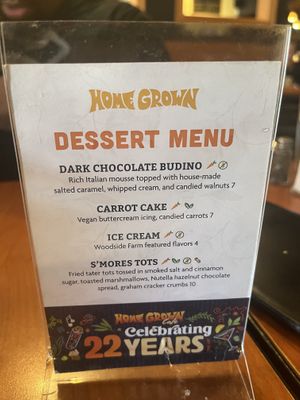 HOME GROWN
DESSERT MENU
DARK CHOCOLATE BUDINO
Rich Italian mousse topped with house-made
salted caramel, whipped cream, and candied walnuts 7
CARROT CAKE
Vegan buttercream icing, candied carrots 7
ICE CREAM
Woodside Farm featured flavors 4
S'MORES TOTS
Fried tater tots tossed in smoked salt and cinnamon
sugar, toasted marshmallows, Nutella hazelnut chocolate
spread, graham cracker crumbs 10
HOME GROWN
Cafe
Celebrating
22 YEARS